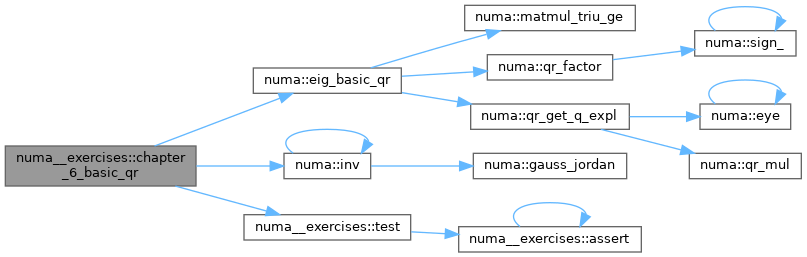 numa__exercises::chapter
_6_basic_qr
numa::eig_basic_qr
numa::matmul_triu_ge
numa::qr_factor
numa::sign_
numa::qr_get_q_expl
numa::eye
numa::qr_mul
numa::inv
numa::gauss_jordan
numa__exercises::test
numa__exercises::assert